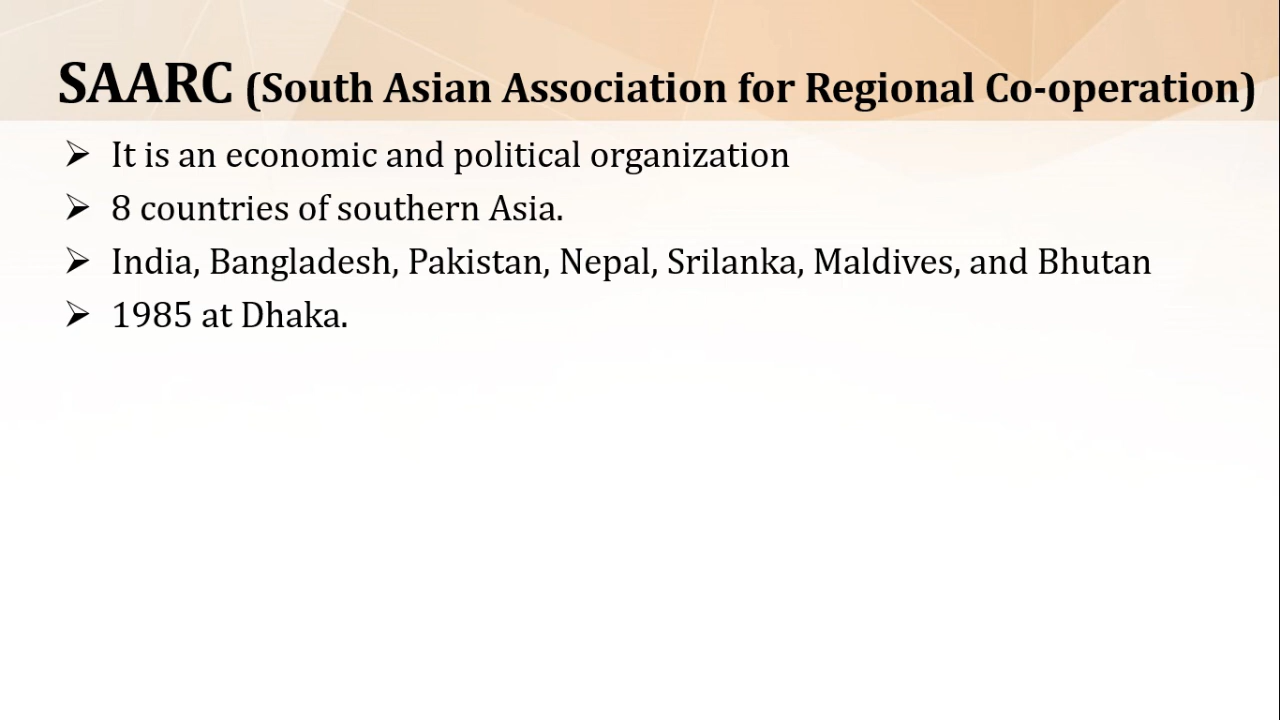 SAARC (South Asian Association for Regional Co-operation)
➢ It is an economic and political organization
➢ 8 countries of southern Asia.
➢ India, Bangladesh, Pakistan, Nepal, Srilanka, Maldives, and Bhutan
➢ 1985 at Dhaka.